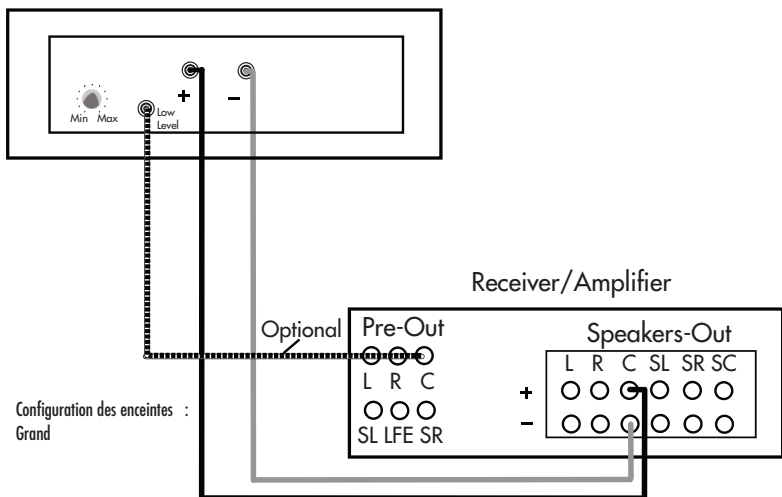 + −
Min Max
Low
Level
Receiver/Amplifier
Optional
Pre-Out
L R C
SL LFE SR
Speakers-Out
L R C SL SR SC
+
−
Configuration des enceintes :
Grand